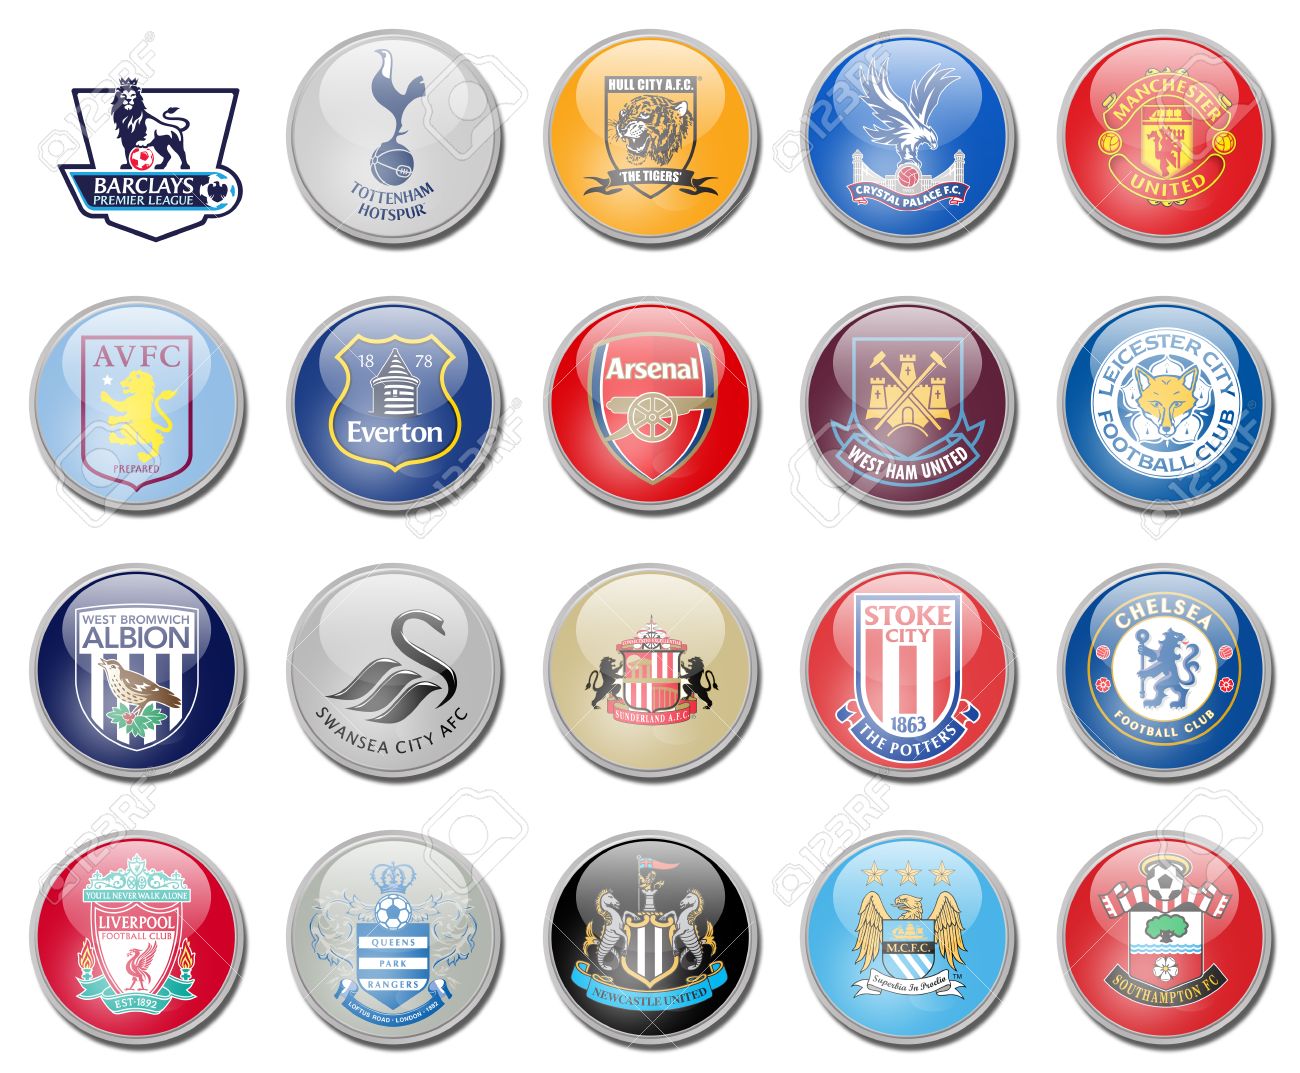 BARCLAYS
PREMIER LEAGUE
TOTTENHAM
HOTSPUR
HULL CITY A.F.C.
'THE TIGERS'
CRYSTAL PALACE F.C.
MANCHESTER
UNITED
AVFC
PREPARED
18 78
Everton
Arsenal
WEST HAM UNITED
LEICESTER CITY
FOOTBALL CLUB
WEST BROMWICH
ALBION
SWANSEA CITY AFC
SUNDERLAND A.F.C.
STOKE
CITY
1863
THE POTTERS
CHELSEA
FOOTBALL CLUB
YOU'LL NEVER WALK ALONE
LIVERPOOL
FOOTBALL CLUB
EST·1892
QUEENS
PARK
RANGERS
LOFTUS ROAD · LONDON · 1882
NEWCASTLE UNITED
M.C.F.C.
Superbia In Proelio
TM
SOUTHAMPTON FC
123RF